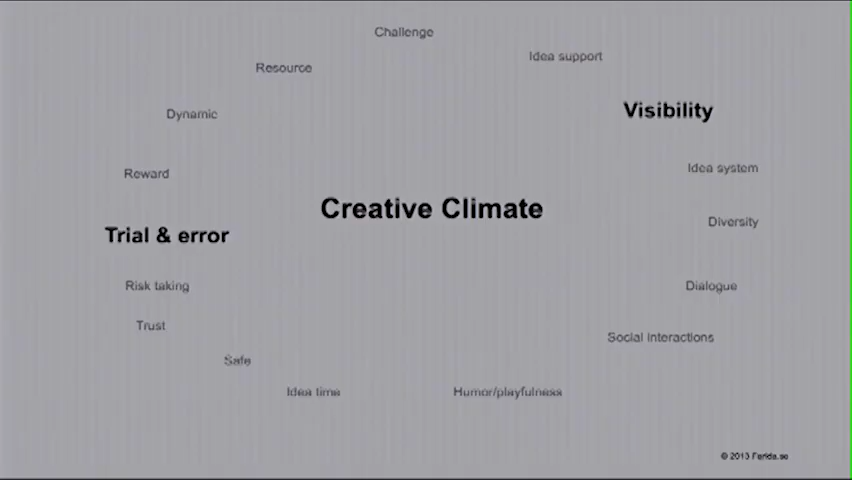 Challenge
Idea support
Resource
Visibility
Dynamic
Idea system
Reward
Creative Climate
Diversity
Trial & error
Risk taking
Dialogue
Trust
Social interactions
Safe
Idea time
Humor/playfulness
© 2013 Farida.se